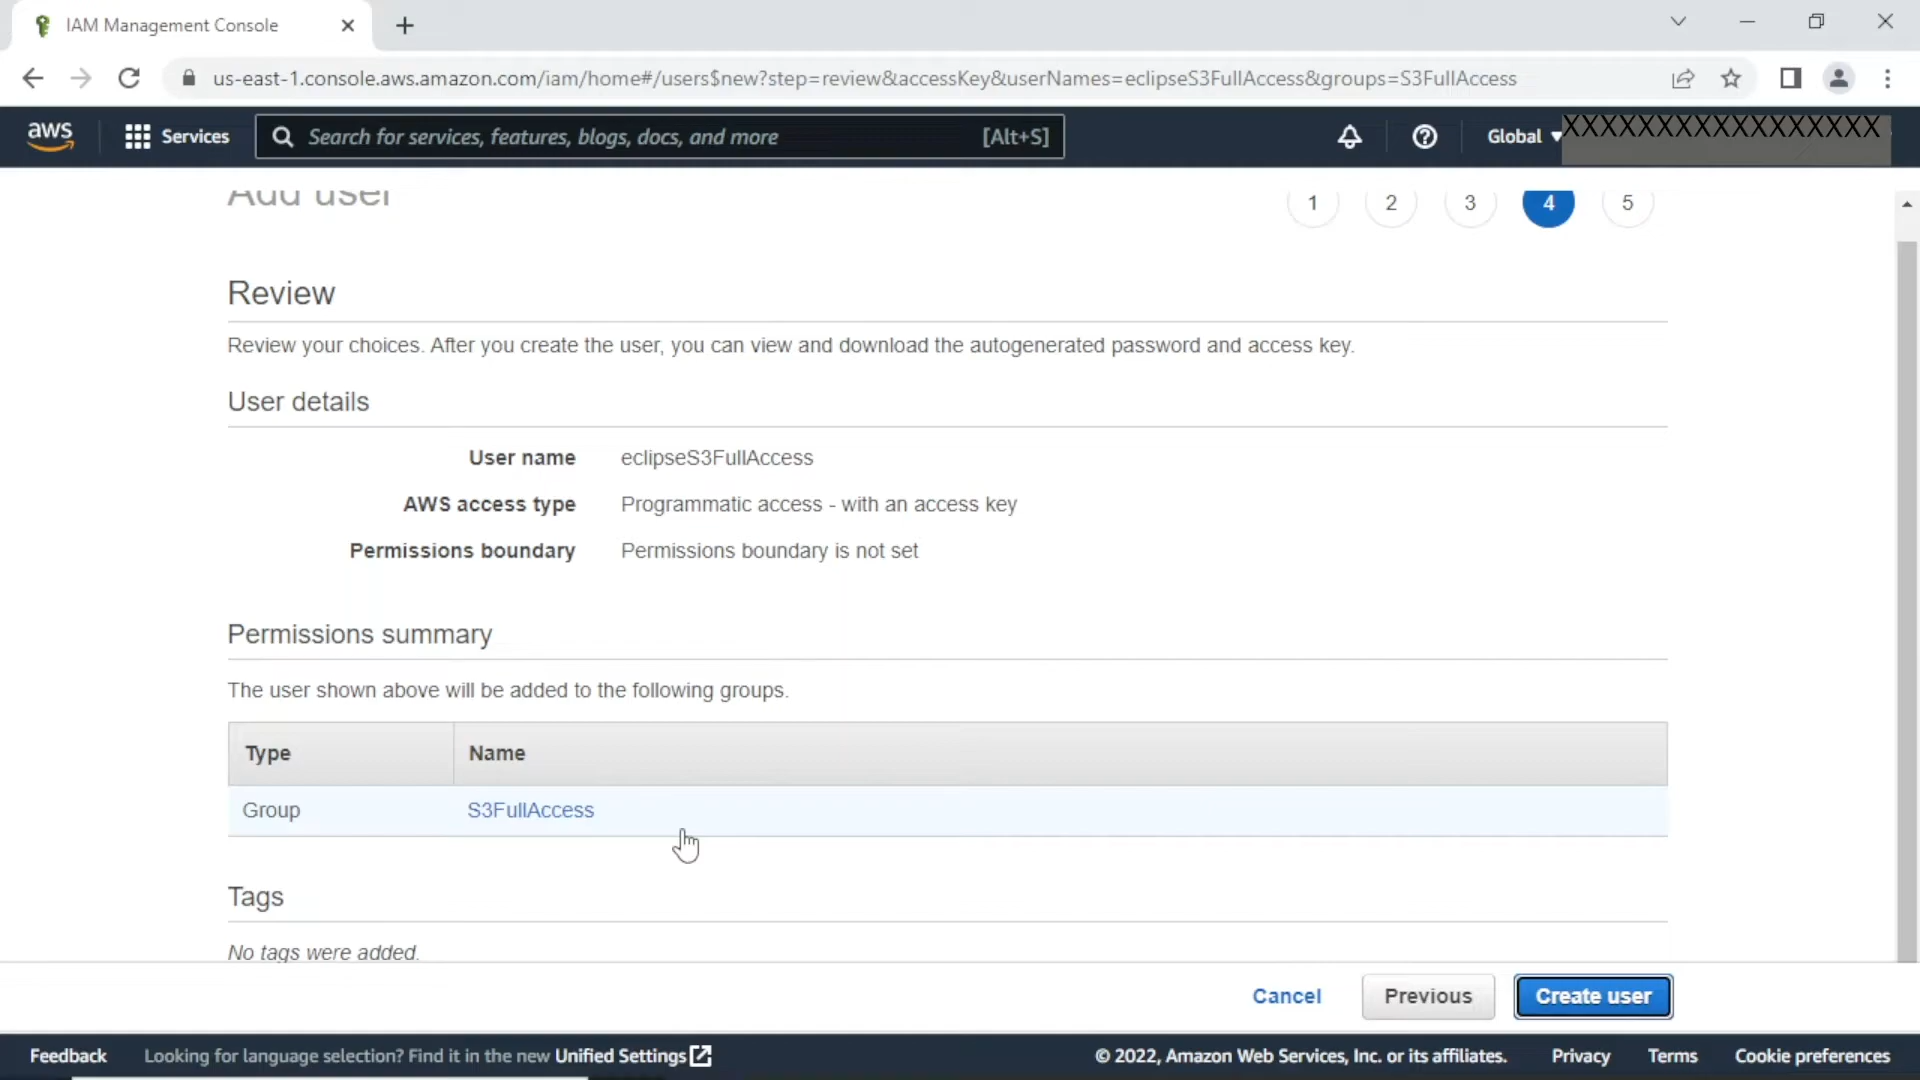 IAM Management Console
us-east-1.console.aws.amazon.com/iam/home#/users$new?step=review&accessKey&userNames=eclipseS3FullAccess&groups=S3FullAccess
aws
Services
Search for services, features, blogs, docs, and more
[Alt+S]
Global
XXXXXXXXXXXXXXXXX
Add user
1
2
3
4
5
Review
Review your choices. After you create the user, you can view and download the autogenerated password and access key.
User details
User name eclipseS3FullAccess
AWS access type Programmatic access - with an access key
Permissions boundary Permissions boundary is not set
Permissions summary
The user shown above will be added to the following groups.
Type Name
Group S3FullAccess
Tags
No tags were added.
Cancel
Previous
Create user
Feedback
Looking for language selection? Find it in the new Unified Settings
© 2022, Amazon Web Services, Inc. or its affiliates.
Privacy
Terms
Cookie preferences